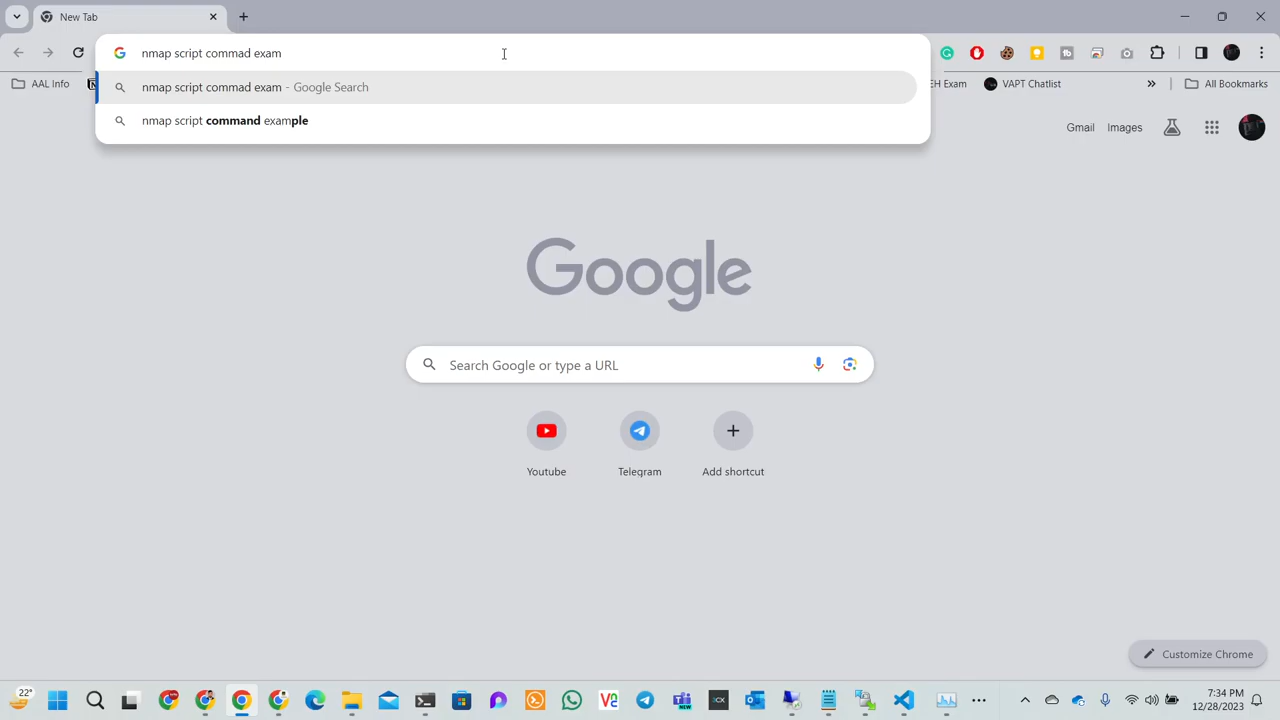 New Tab
nmap script commad exam
nmap script commad exam - Google Search
nmap script command example
AAL Info
EH Exam
VAPT Chatlist
All Bookmarks
Gmail
Images
Google
Search Google or type a URL
Youtube
Telegram
Add shortcut
Customize Chrome
22°
NEW
7:34 PM
12/28/2023